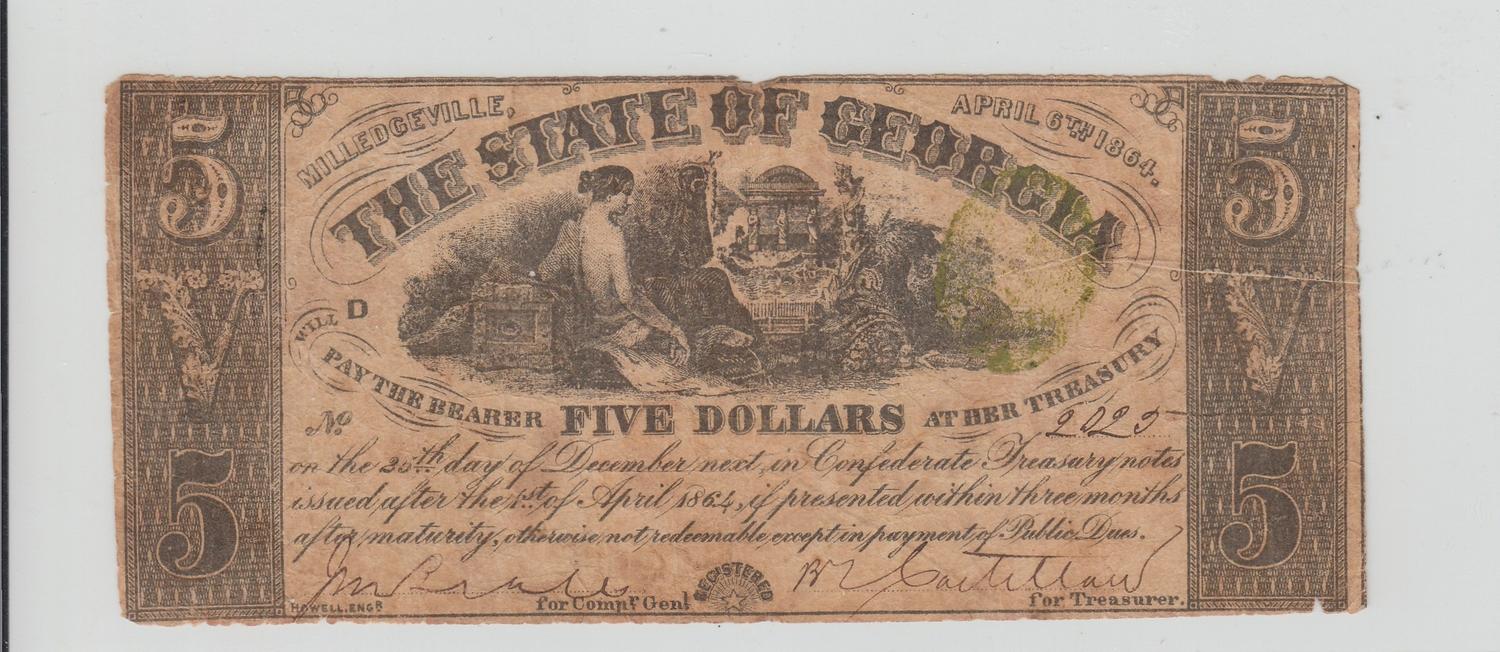 MILLEDGEVILLE, APRIL 6TH 1864.
THE STATE OF GEORGIA
5 5
V V
D
WILL PAY THE BEARER FIVE DOLLARS AT HER TREASURY
No. 2025
on the 25th day of December next, in Confederate Treasury notes
issued after the 1st of April 1864, if presented within three months
after maturity, otherwise not redeemable except in payment of Public Dues.
5 5
REGISTERED
HOWELL, ENGR for Compr Genl for Treasurer.